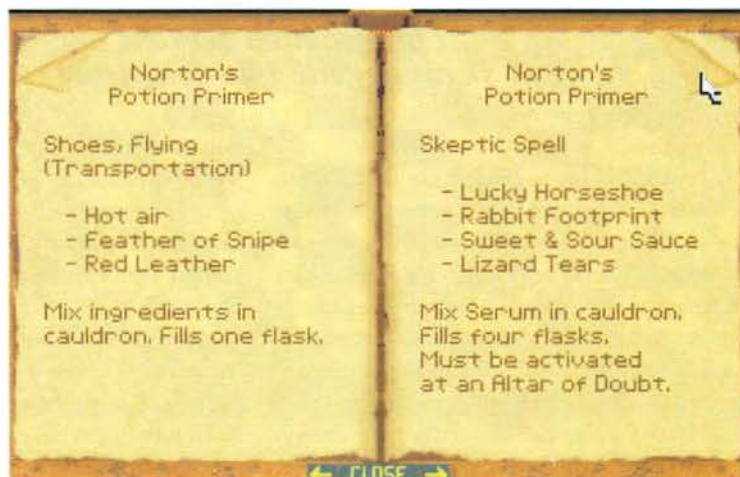 Norton's
Potion Primer
Shoes, Flying
(Transportation)
- Hot air
- Feather of Snipe
- Red Leather
Mix ingredients in
cauldron. Fills one flask.
Norton's
Potion Primer
Skeptic Spell
- Lucky Horseshoe
- Rabbit Footprint
- Sweet & Sour Sauce
- Lizard Tears
Mix Serum in cauldron.
Fills four flasks.
Must be activated
at an Altar of Doubt.
← CLOSE →